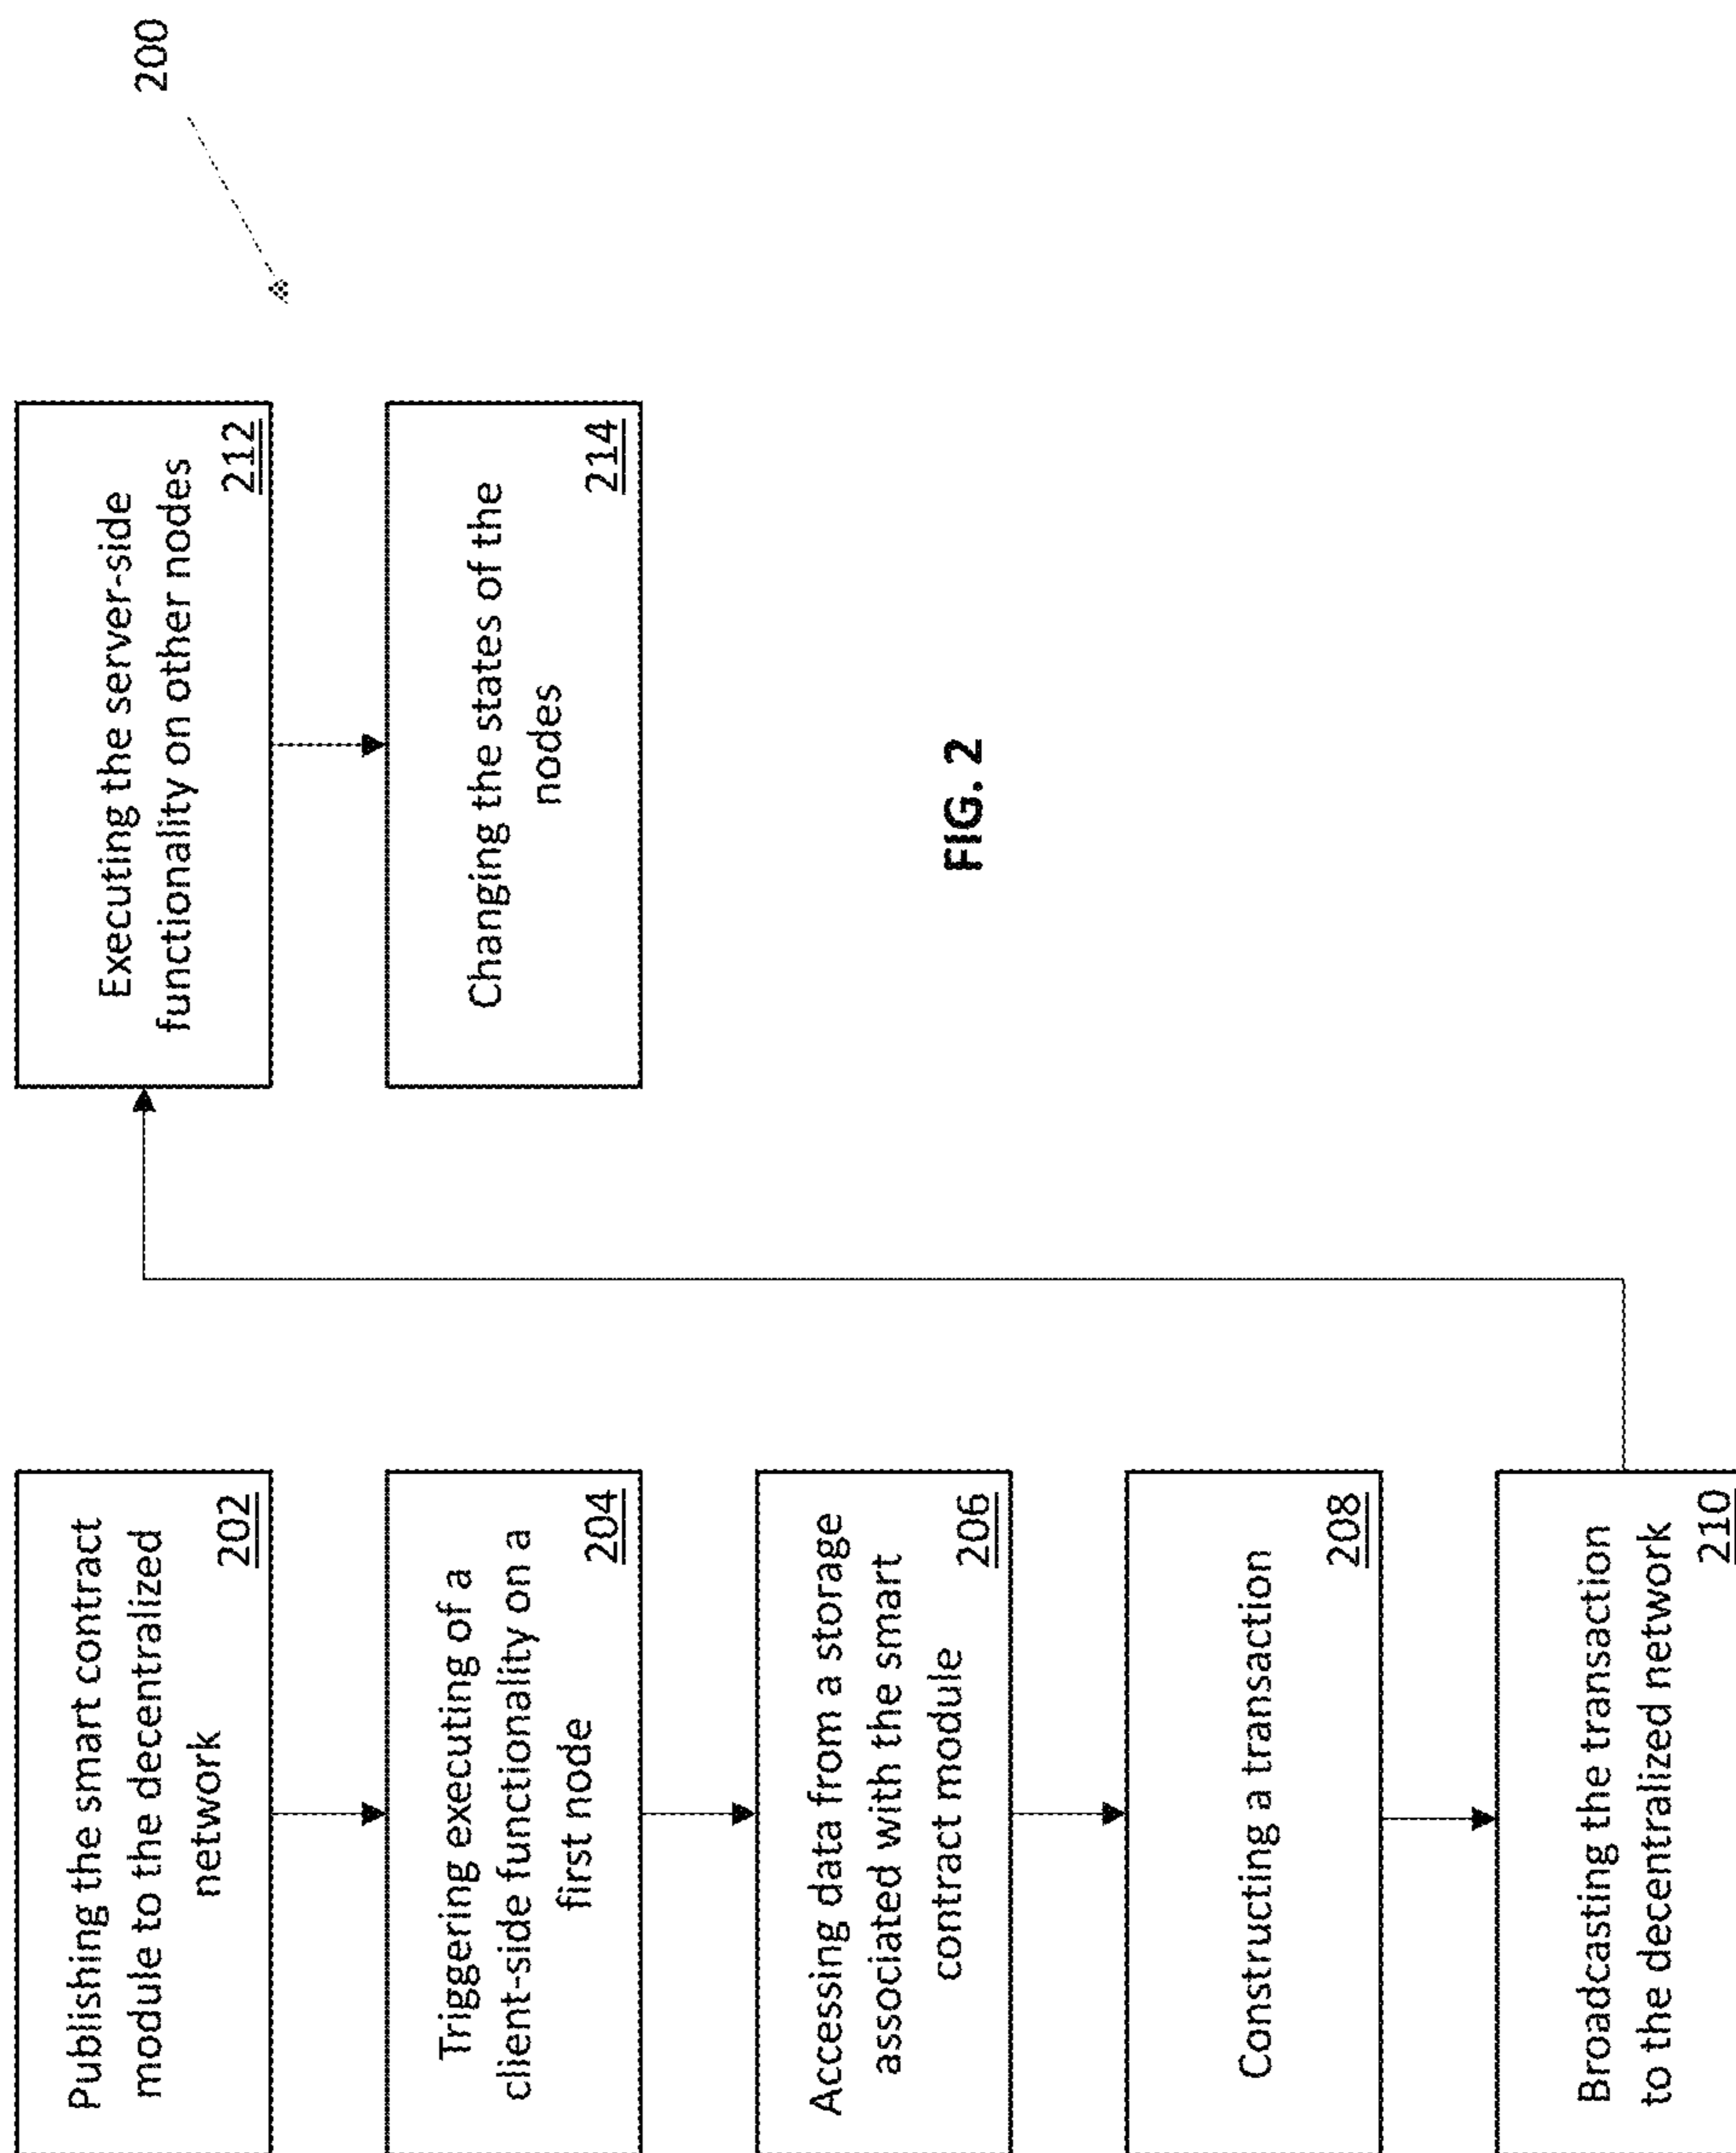 200
Publishing the smart contract
module to the decentralized
network
202
Triggering executing of a
client-side functionality on a
first node
204
Accessing data from a storage
associated with the smart
contract module
206
Constructing a transaction
208
Broadcasting the transaction
to the decentralized network
210
Executing the server-side
functionality on other nodes
212
Changing the states of the
nodes
214
FIG. 2